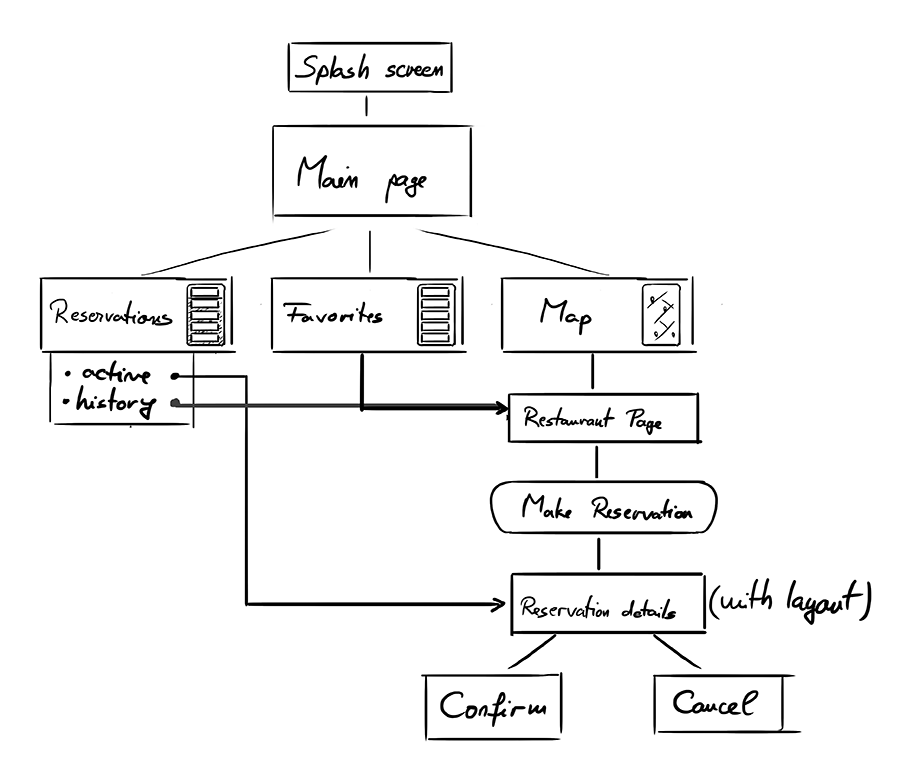 Splash screen
Main page
Reservations
Favorites
Map
• active
• history
Restaurant Page
Make Reservation
Reservation details
(with layout)
Confirm
Cancel